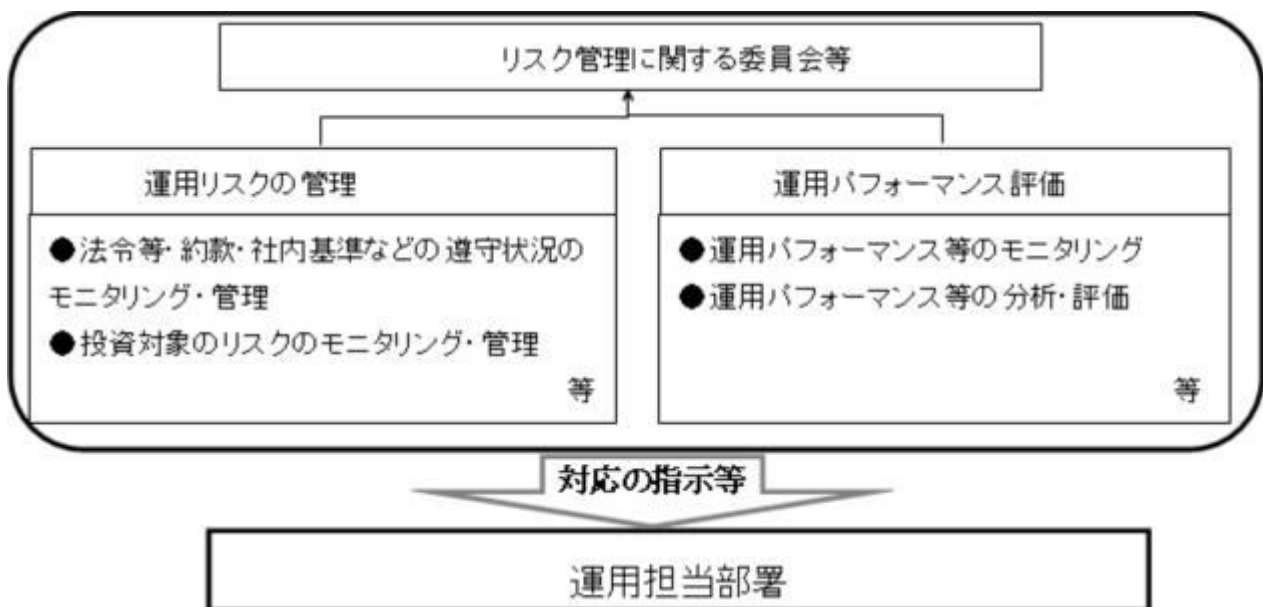 リスク管理に関する委員会等
運用リスクの管理
●法令等・約款・社内基準などの遵守状況の
モニタリング・管理
●投資対象のリスクのモニタリング・管理
等
運用パフォーマンス評価
●運用パフォーマンス等のモニタリング
●運用パフォーマンス等の分析・評価
等
対応の指示等
運用担当部署